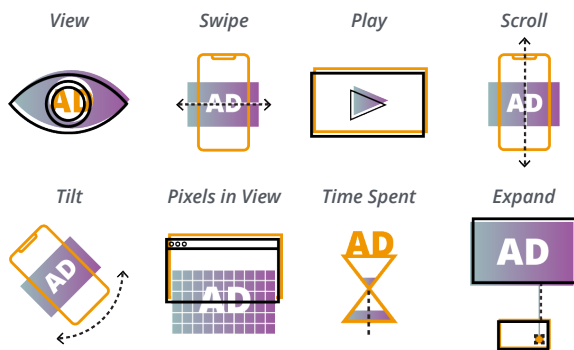 View
Swipe
Play
Scroll
AD
AD
AD
Tilt
Pixels in View
Time Spent
Expand
AD
AD
AD
AD